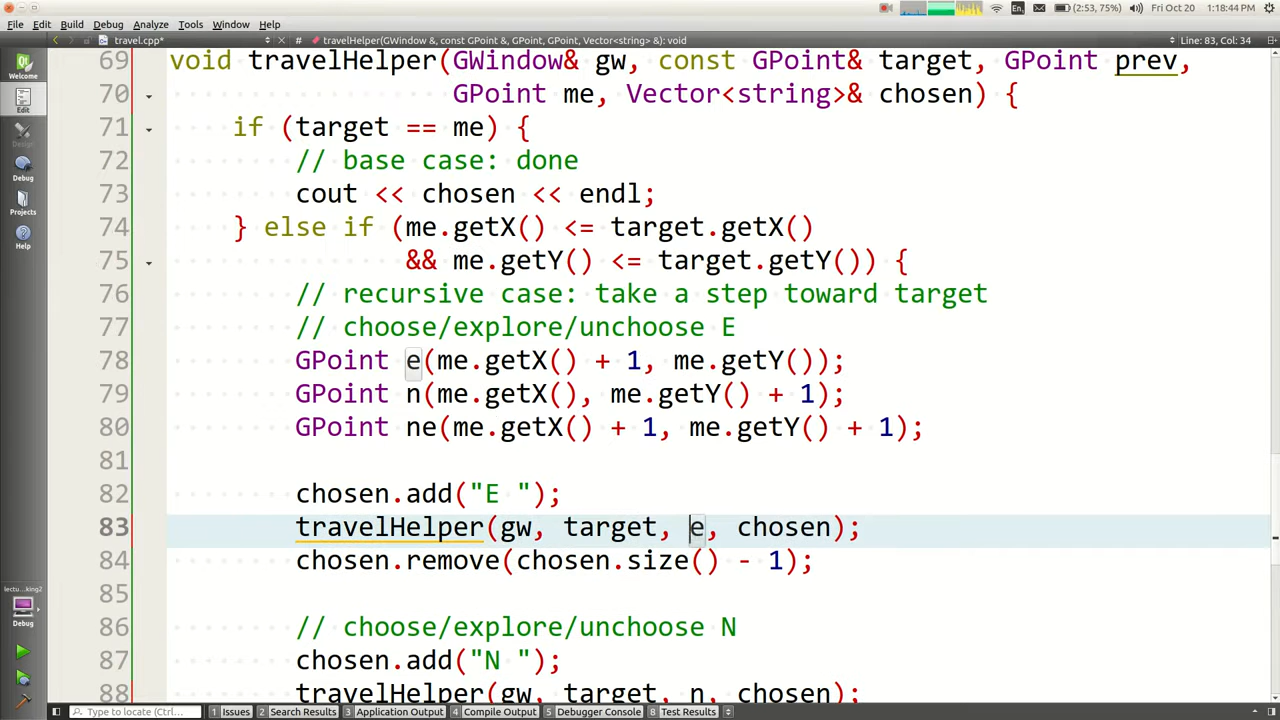 (2:53, 75%) Fri Oct 20 1:18:44 PM
File Edit Build Debug Analyze Tools Window Help
travel.cpp* # travelHelper(GWindow &, const GPoint &, GPoint, GPoint, Vector<string> &): void Line: 83, Col: 34
Welcome
Edit
Design
Debug
Projects
Help
69 void travelHelper(GWindow& gw, const GPoint& target, GPoint prev,
70 GPoint me, Vector<string>& chosen) {
71 if (target == me) {
72 // base case: done
73 cout << chosen << endl;
74 } else if (me.getX() <= target.getX()
75 && me.getY() <= target.getY()) {
76 // recursive case: take a step toward target
77 // choose/explore/unchoose E
78 GPoint e(me.getX() + 1, me.getY());
79 GPoint n(me.getX(), me.getY() + 1);
80 GPoint ne(me.getX() + 1, me.getY() + 1);
81
82 chosen.add("E ");
83 travelHelper(gw, target, e, chosen);
84 chosen.remove(chosen.size() - 1);
85
86 // choose/explore/unchoose N
87 chosen.add("N ");
88 travelHelper(gw, target, n, chosen);
lectu...king2
Debug
Type to locate (Ctrl... 1 Issues 2 Search Results 3 Application Output 4 Compile Output 5 Debugger Console 8 Test Results